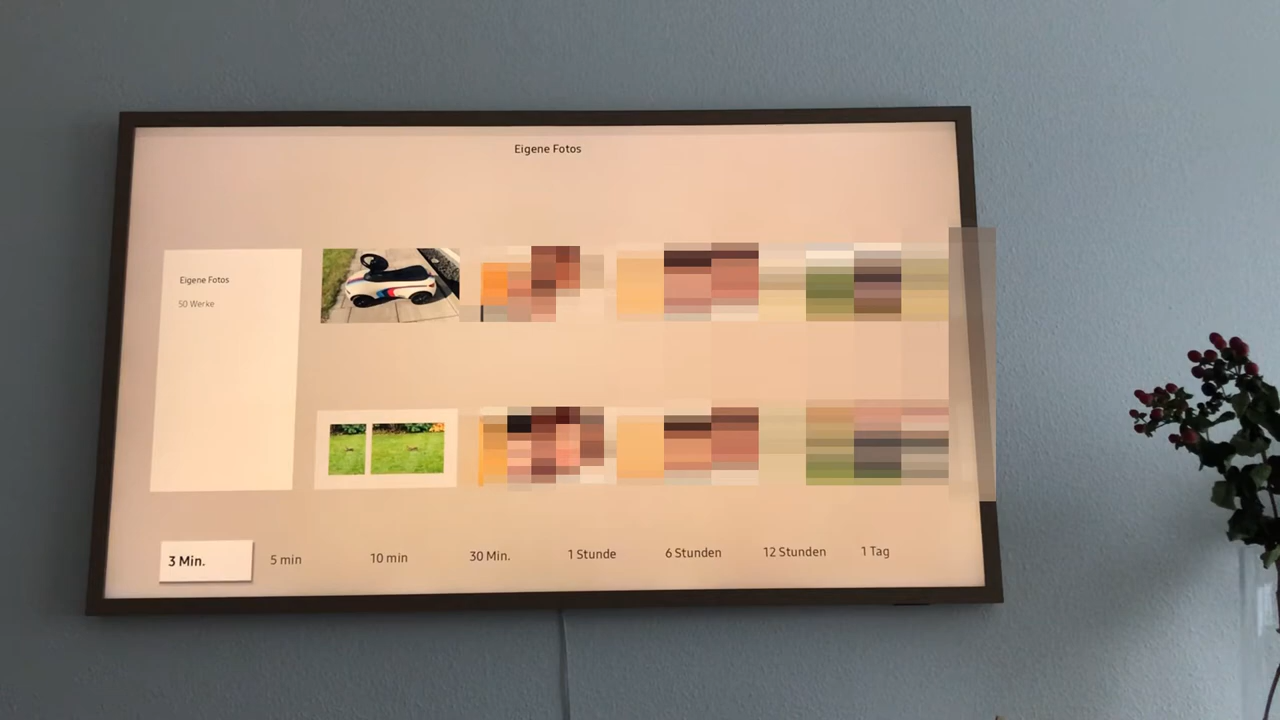 Eigene Fotos
Eigene Fotos
50 Werke
3 Min.
5 min
10 min
30 Min.
1 Stunde
6 Stunden
12 Stunden
1 Tag